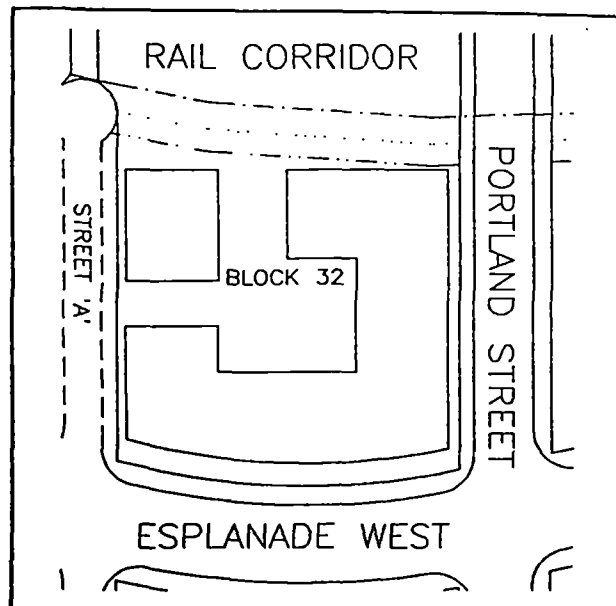 RAIL CORRIDOR
PORTLAND STREET
STREET 'A'
BLOCK 32
ESPLANADE WEST